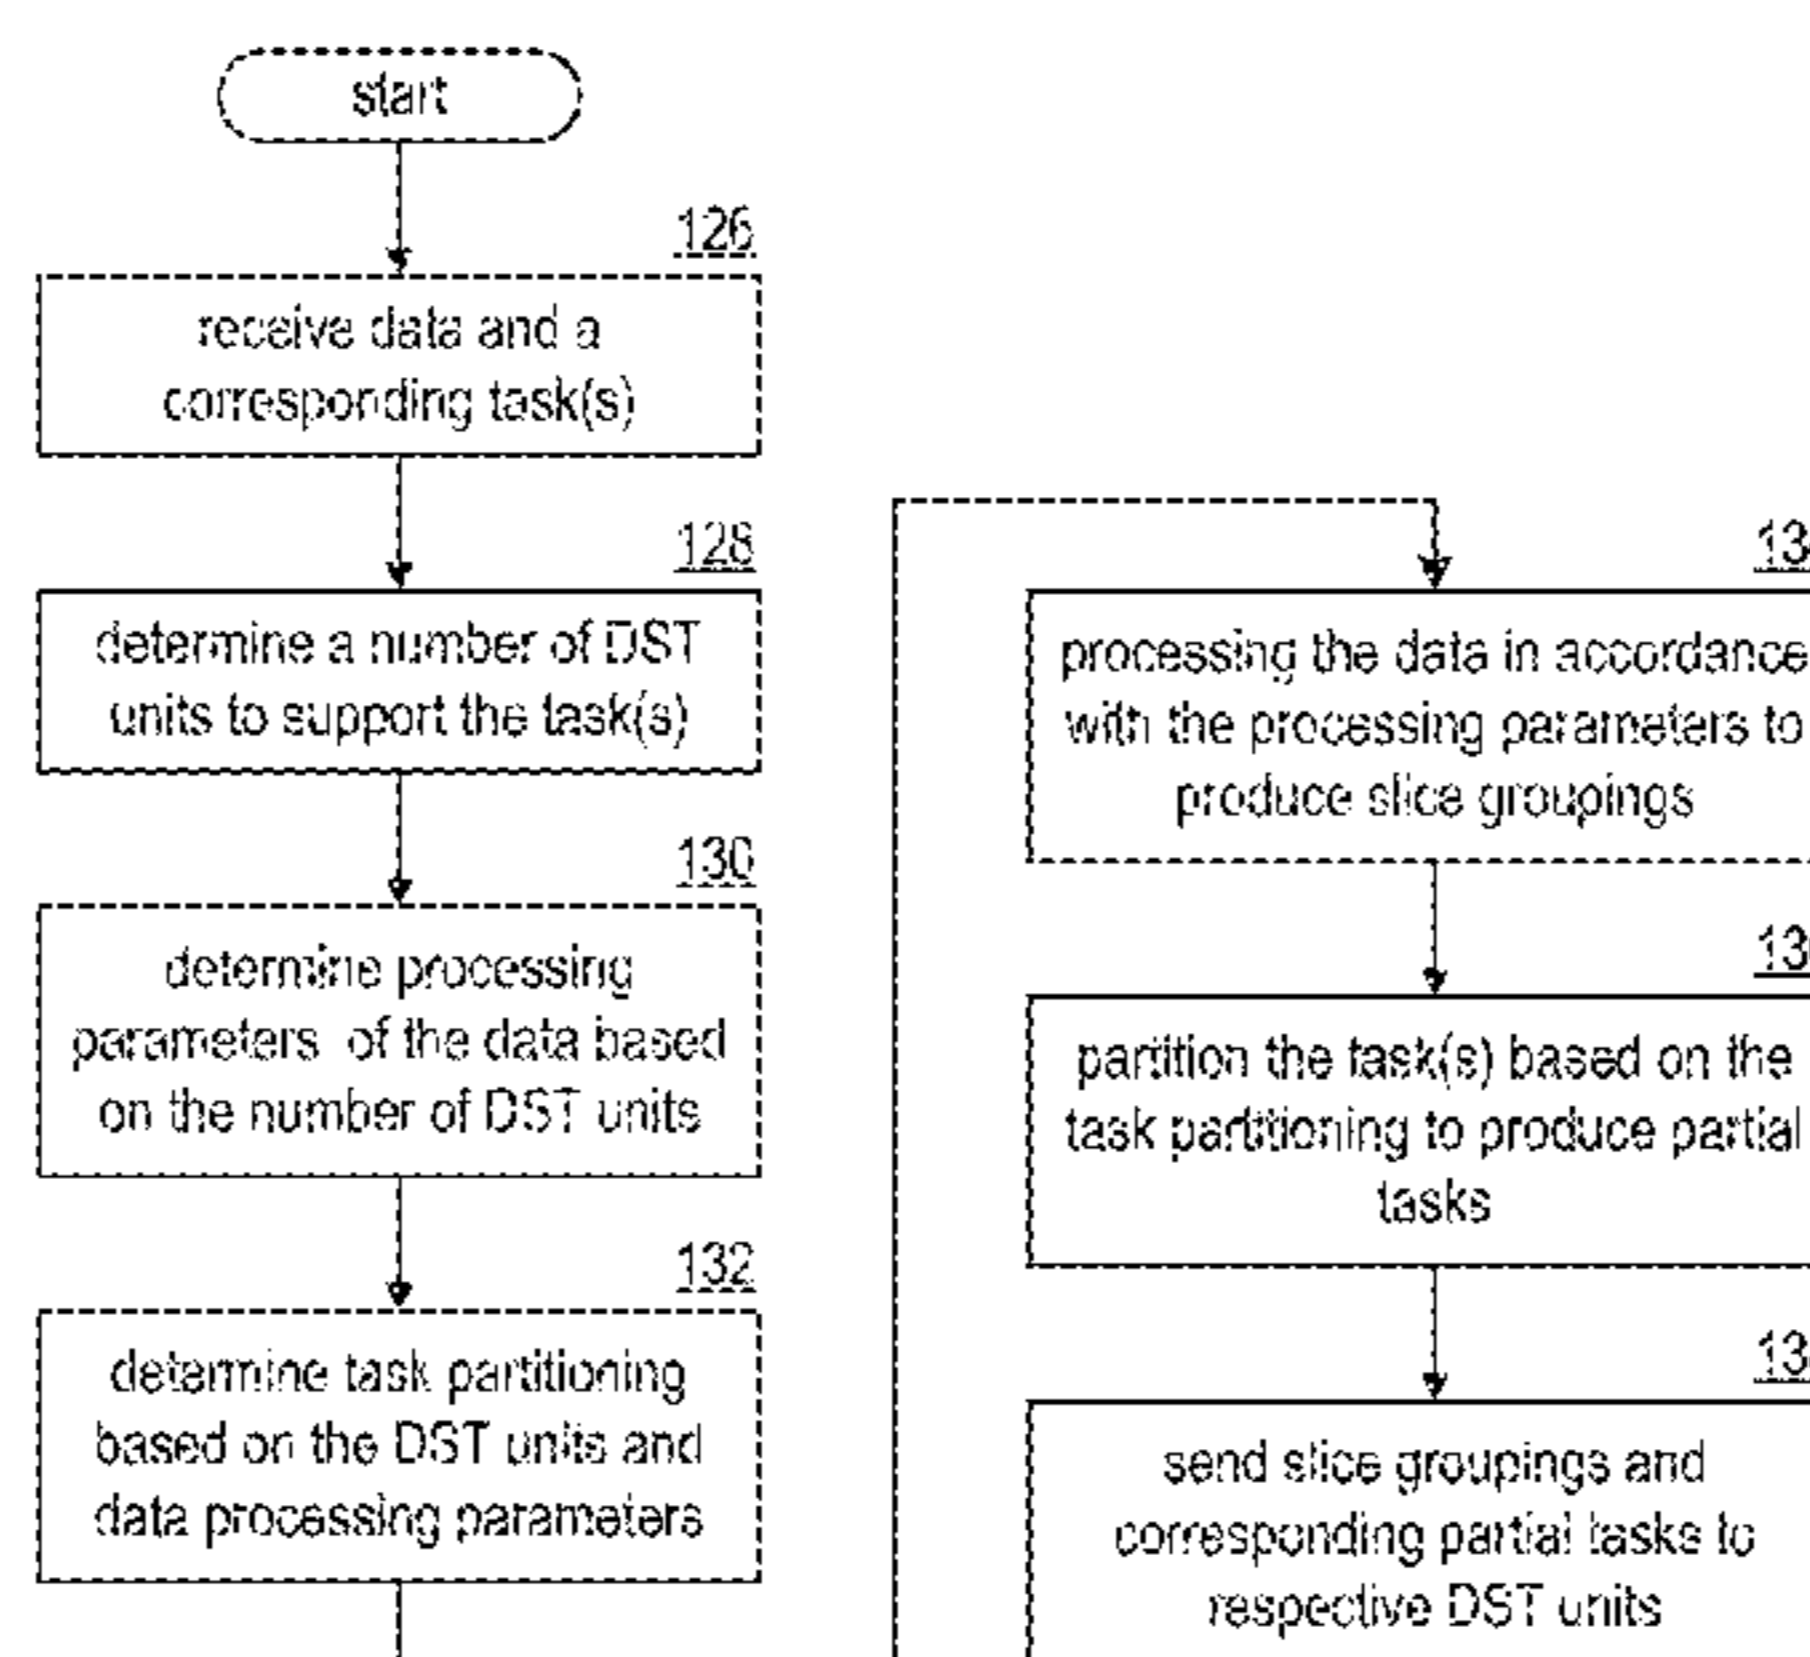 start
126
receive data and a
corresponding task(s)
128
determine a number of DST
units to support the task(s)
130
determine processing
parameters of the data based
on the number of DST units
132
determine task partitioning
based on the DST units and
data processing parameters
processing the data in accordance
with the processing parameters to
produce slice groupings
partition the task(s) based on the
task partitioning to produce partial
tasks
send slice groupings and
corresponding partial tasks to
respective DST units